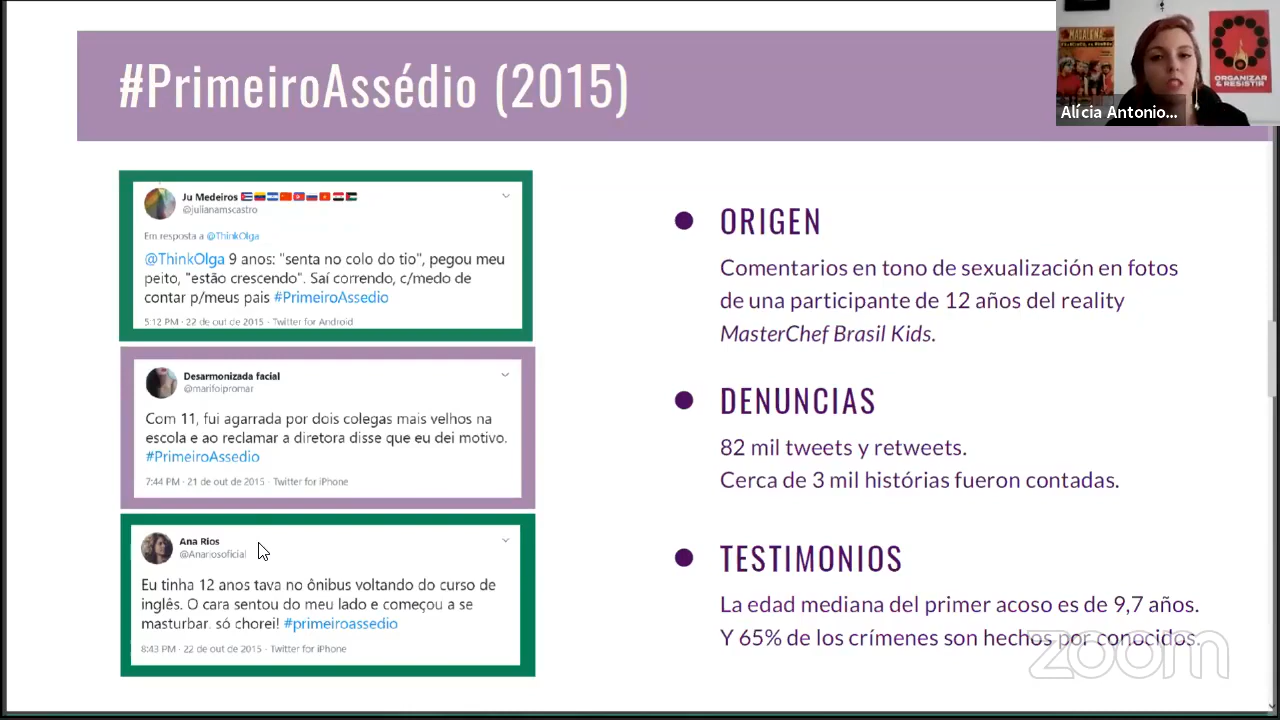 #PrimeiroAssédio (2015)
MADALENA
ORGANIZAR
& RESISTIR
Alícia Antonio...
Ju Medeiros
@julianamscastro
Em resposta a @ThinkOlga
@ThinkOlga 9 anos: "senta no colo do tio", pegou meu
peito, "estão crescendo". Saí correndo, c/medo de
contar p/meus pais #PrimeiroAssedio
5:12 PM · 22 de out de 2015 · Twitter for Android
Desarmonizada facial
@marifolpromar
Com 11, fui agarrada por dois colegas mais velhos na
escola e ao reclamar a diretora disse que eu dei motivo.
#PrimeiroAssedio
7:44 PM · 21 de out de 2015 · Twitter for iPhone
Ana Rios
@Anariosoficial
Eu tinha 12 anos tava no ônibus voltando do curso de
inglês. O cara sentou do meu lado e começou a se
masturbar. só chorei! #primeiroassedio
8:43 PM · 22 de out de 2015 · Twitter for iPhone
ORIGEN
Comentarios en tono de sexualización en fotos
de una participante de 12 años del reality
MasterChef Brasil Kids.
DENUNCIAS
82 mil tweets y retweets.
Cerca de 3 mil histórias fueron contadas.
TESTIMONIOS
La edad mediana del primer acoso es de 9,7 años.
Y 65% de los crímenes son hechos por conocidos.
zoom